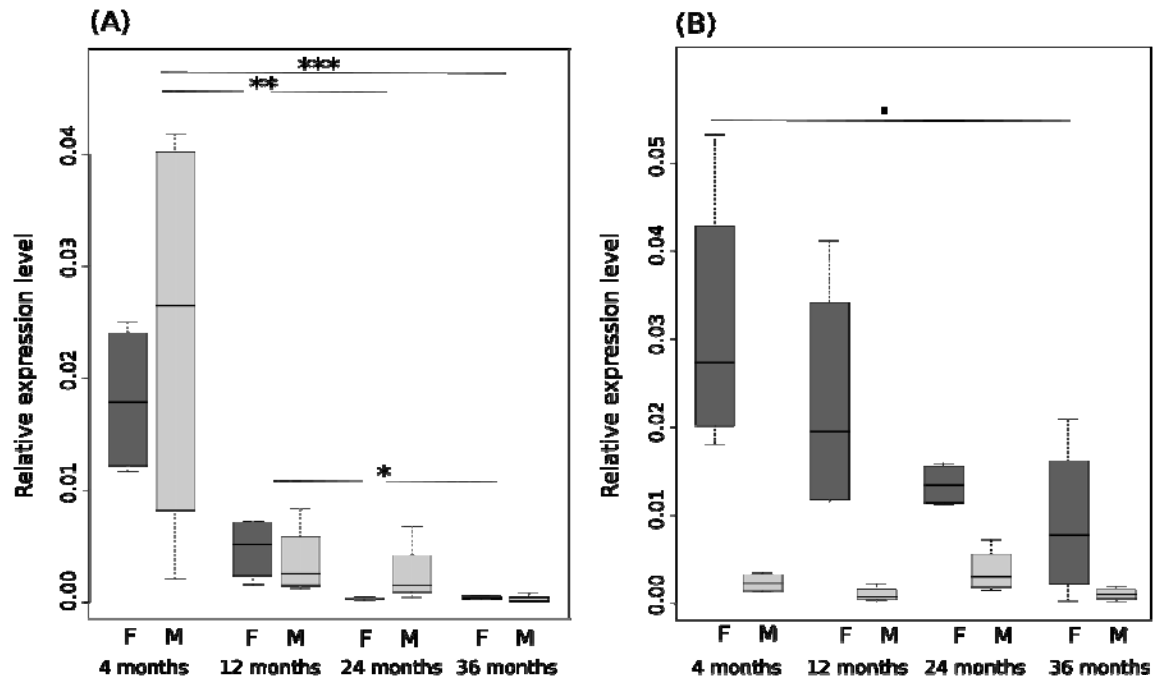 (A)
***
**
*
Relative expression level
0.04
0.03
0.02
0.01
0.00
F M F M F M F M
4 months 12 months 24 months 36 months
(B)
.
Relative expression level
0.05
0.04
0.03
0.02
0.01
0.00
F M F M F M F M
4 months 12 months 24 months 36 months